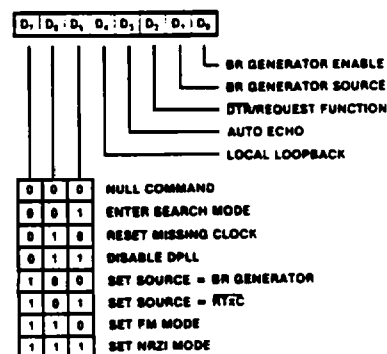 D7 D6 D5 D4 D3 D2 D1 D0
BR GENERATOR ENABLE
BR GENERATOR SOURCE
DTR/REQUEST FUNCTION
AUTO ECHO
LOCAL LOOPBACK
0 0 0 NULL COMMAND
0 0 1 ENTER SEARCH MODE
0 1 0 RESET MISSING CLOCK
0 1 1 DISABLE DPLL
1 0 0 SET SOURCE = BR GENERATOR
1 0 1 SET SOURCE = RTxC
1 1 0 SET FM MODE
1 1 1 SET NRZI MODE